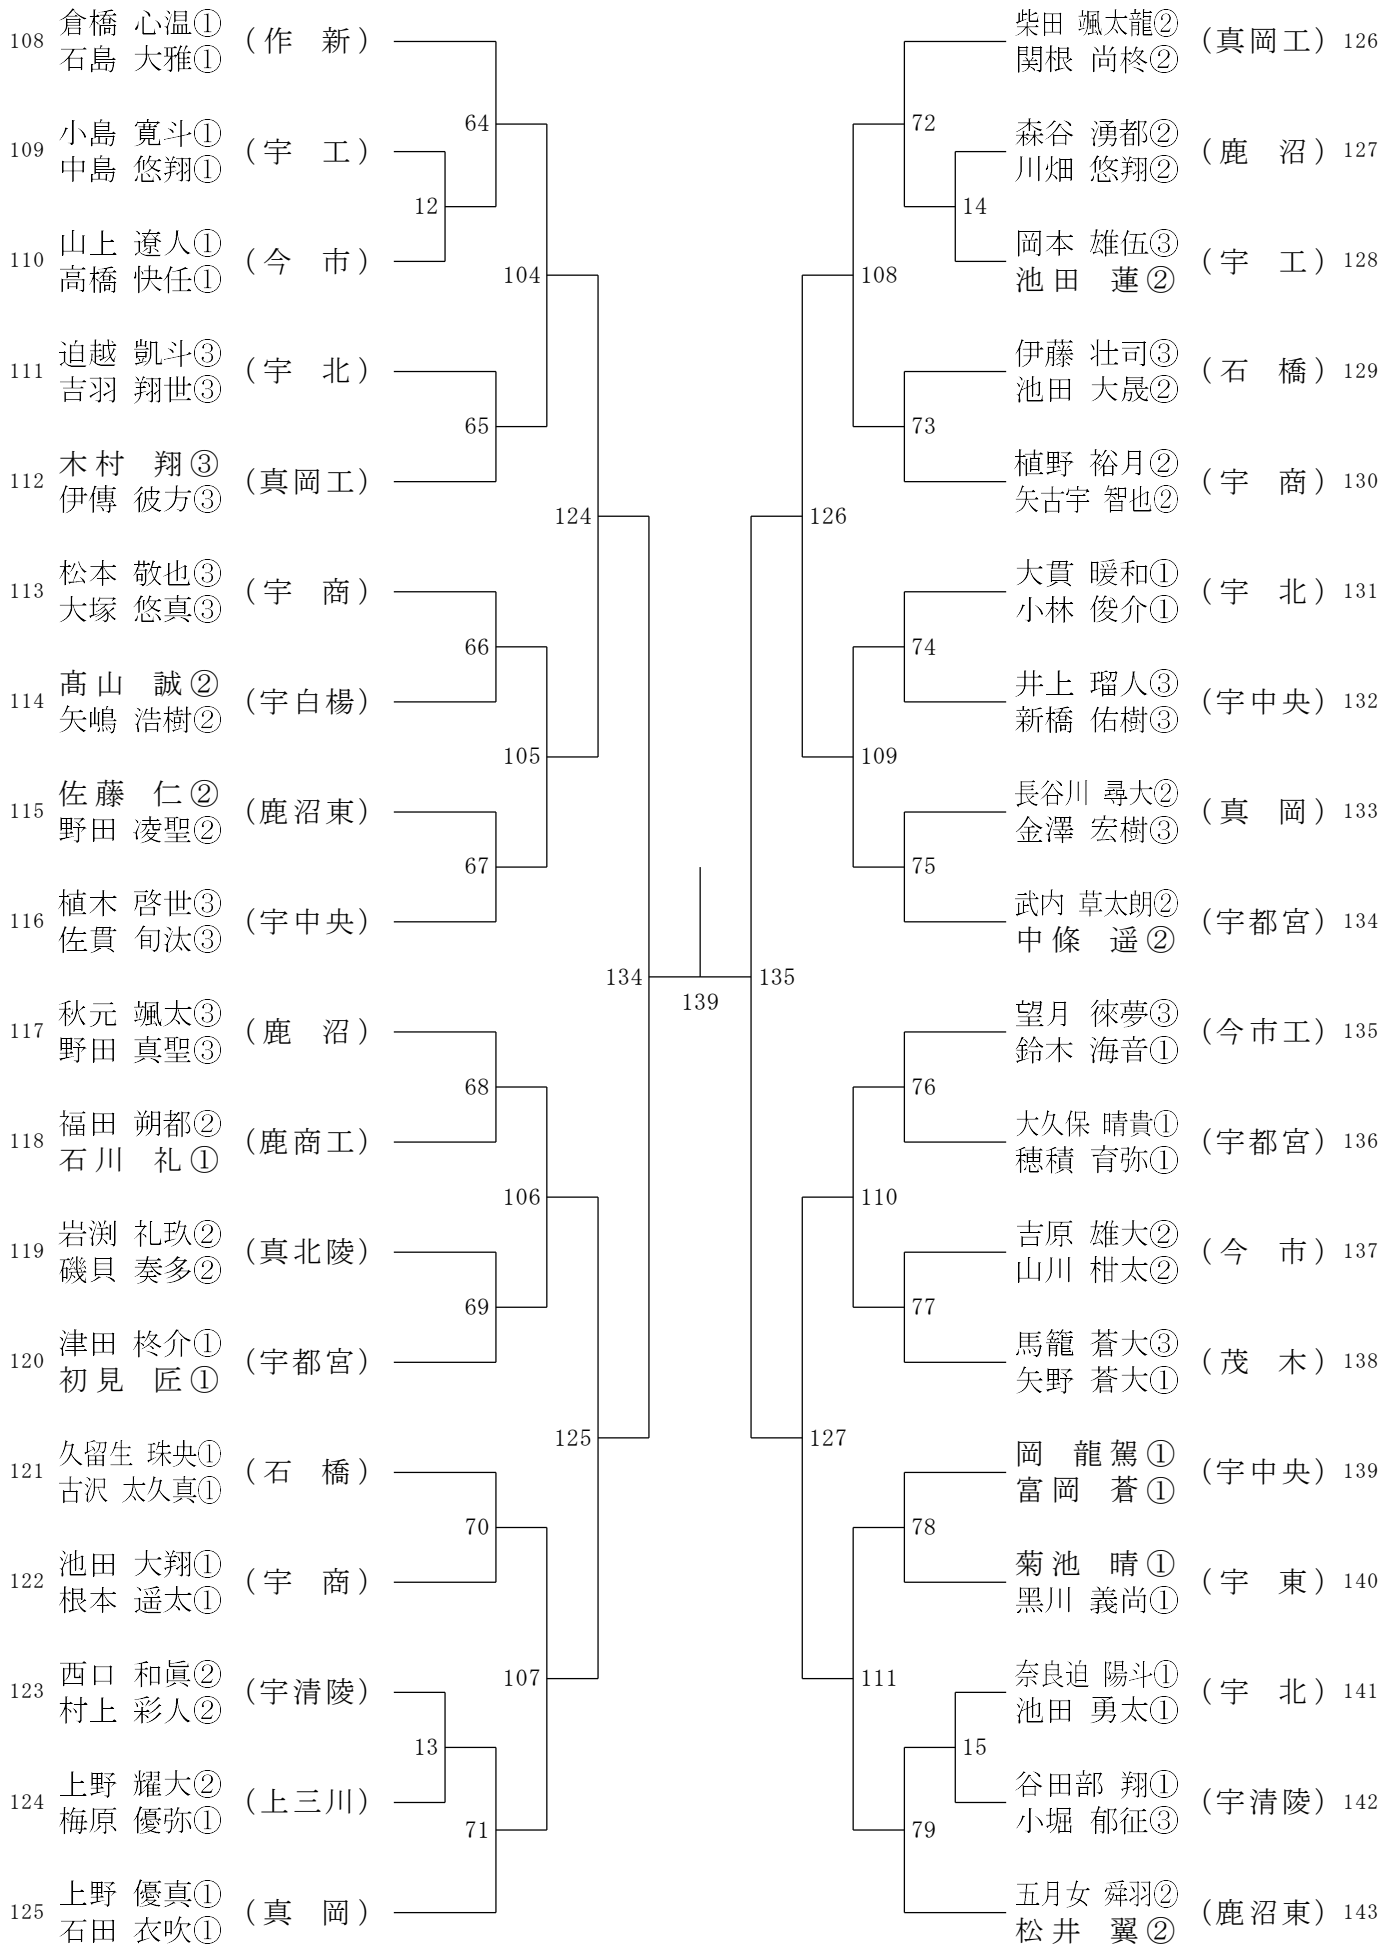 108 倉橋 心温① (作 新)
石島 大雅①
109 小島 寛斗① (宇 工)
中島 悠翔①
110 山上 遼人① (今 市)
高橋 快任①
111 迫越 凱斗③ (宇 北)
吉羽 翔世③
112 木村 翔③ (真岡工)
伊傳 彼方③
113 松本 敬也③ (宇 商)
大塚 悠真③
114 髙山 誠② (宇白楊)
矢嶋 浩樹②
115 佐藤 仁② (鹿沼東)
野田 凌聖②
116 植木 啓世③ (宇中央)
佐貫 旬汰③
117 秋元 颯太③ (鹿 沼)
野田 真聖③
118 福田 朔都② (鹿商工)
石川 礼①
119 岩渕 礼玖② (真北陵)
磯貝 奏多②
120 津田 柊介① (宇都宮)
初見 匠①
121 久留生 珠央① (石 橋)
古沢 太久真①
122 池田 大翔① (宇 商)
根本 遥太①
123 西口 和眞② (宇清陵)
村上 彩人②
124 上野 耀大② (上三川)
梅原 優弥①
125 上野 優真① (真 岡)
石田 衣吹①
64
12
104
65
124
66
105
67
134
68
106
69
125
70
107
13
71
139
柴田 颯太龍② (真岡工) 126
関根 尚柊②
森谷 湧都② (鹿 沼) 127
川畑 悠翔②
岡本 雄伍③ (宇 工) 128
池田 蓮②
伊藤 壮司③ (石 橋) 129
池田 大晟②
植野 裕月② (宇 商) 130
矢古宇 智也②
大貫 暖和① (宇 北) 131
小林 俊介①
井上 瑠人③ (宇中央) 132
新橋 佑樹③
長谷川 尋大② (真 岡) 133
金澤 宏樹③
武内 草太朗② (宇都宮) 134
中條 遥②
望月 徠夢③ (今市工) 135
鈴木 海音①
大久保 晴貴① (宇都宮) 136
穂積 育弥①
吉原 雄大② (今 市) 137
山川 柑太②
馬籠 蒼大③ (茂 木) 138
矢野 蒼大①
岡 龍駕① (宇中央) 139
富岡 蒼①
菊池 晴① (宇 東) 140
黒川 義尚①
奈良迫 陽斗① (宇 北) 141
池田 勇太①
谷田部 翔① (宇清陵) 142
小堀 郁征③
五月女 舜羽② (鹿沼東) 143
松井 翼②
72
14
108
73
126
74
109
75
135
76
110
77
127
78
111
15
79